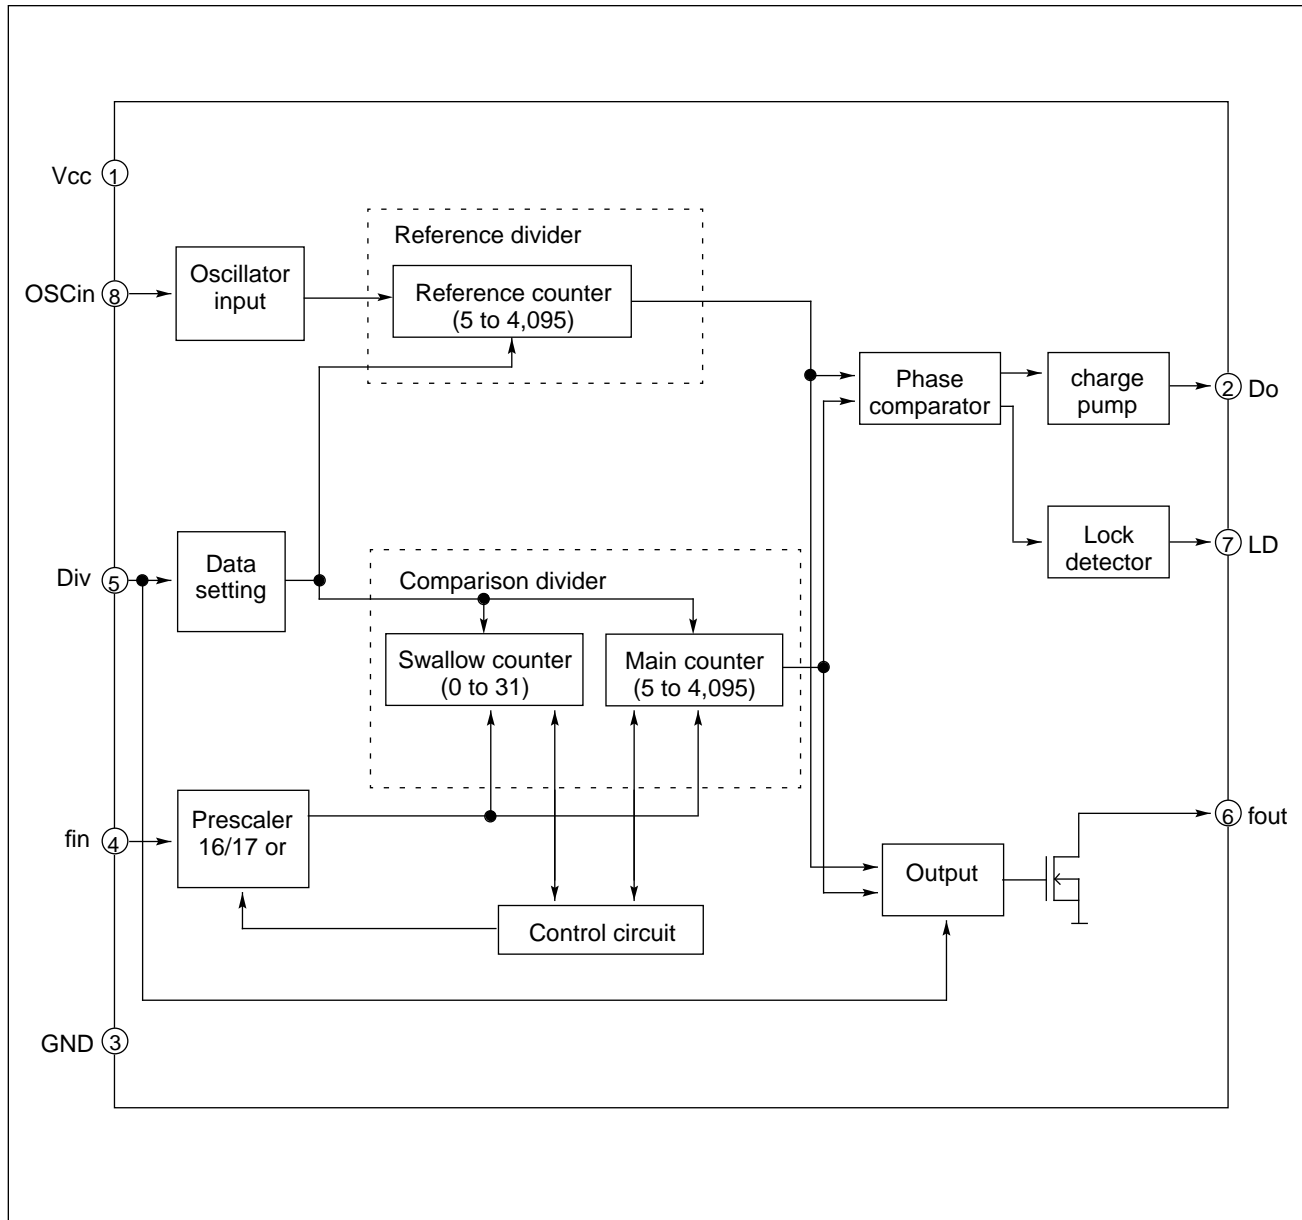 Vcc 1
Reference divider
OSCin 8
Oscillator
input
Reference counter
(5 to 4,095)
Phase
comparator
charge
pump
2 Do
Div 5
Data
setting
Comparison divider
Lock
detector
7 LD
Swallow counter
(0 to 31)
Main counter
(5 to 4,095)
fin 4
Prescaler
16/17 or
6 fout
Output
Control circuit
GND 3